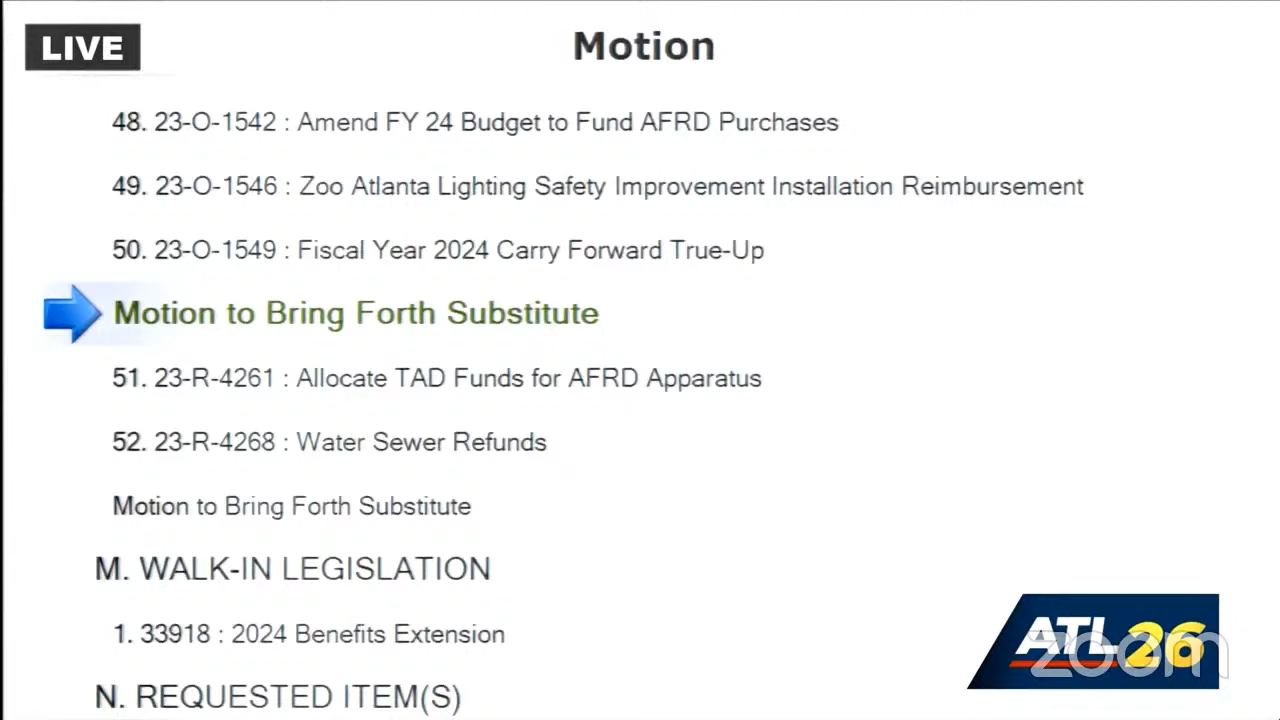 LIVE
Motion
48. 23-O-1542 : Amend FY 24 Budget to Fund AFRD Purchases
49. 23-O-1546 : Zoo Atlanta Lighting Safety Improvement Installation Reimbursement
50. 23-O-1549 : Fiscal Year 2024 Carry Forward True-Up
Motion to Bring Forth Substitute
51. 23-R-4261 : Allocate TAD Funds for AFRD Apparatus
52. 23-R-4268 : Water Sewer Refunds
Motion to Bring Forth Substitute
M. WALK-IN LEGISLATION
1. 33918 : 2024 Benefits Extension
N. REQUESTED ITEM(S)
ATL 26
zoom